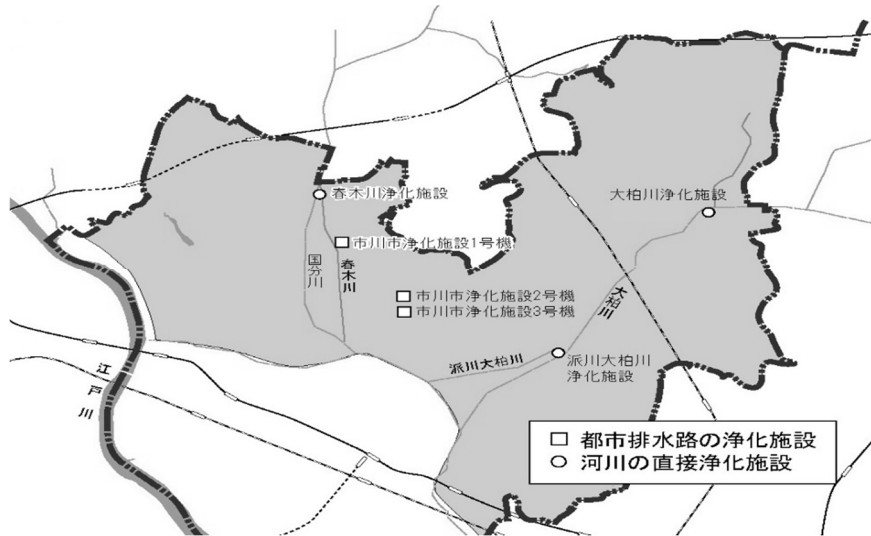 春木川浄化施設
大柏川浄化施設
市川市浄化施設1号機
国分川
春木川
市川市浄化施設2号機
市川市浄化施設3号機
大柏川
派川大柏川
派川大柏川
浄化施設
江戸川
都市排水路の浄化施設
河川の直接浄化施設